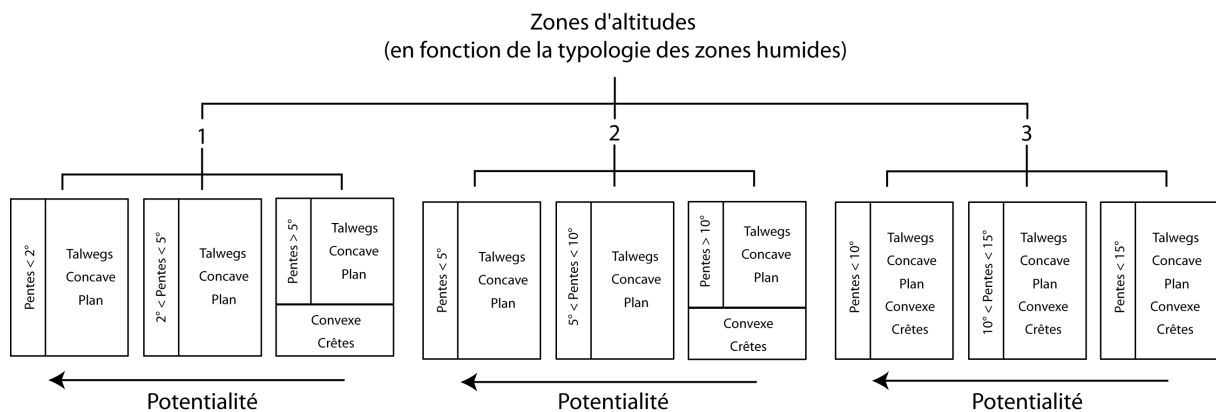 Zones d'altitudes
(en fonction de la typologie des zones humides)
1
2
3
Pentes < 2°
Talwegs
Concave
Plan
2° < Pentes < 5°
Talwegs
Concave
Plan
Pentes > 5°
Talwegs
Concave
Plan
Convexe
Crêtes
Pentes < 5°
Talwegs
Concave
Plan
5° < Pentes < 10°
Talwegs
Concave
Plan
Pentes > 10°
Talwegs
Concave
Plan
Convexe
Crêtes
Pentes < 10°
Talwegs
Concave
Plan
Convexe
Crêtes
10° < Pentes < 15°
Talwegs
Concave
Plan
Convexe
Crêtes
Pentes < 15°
Talwegs
Concave
Plan
Convexe
Crêtes
Potentialité
Potentialité
Potentialité